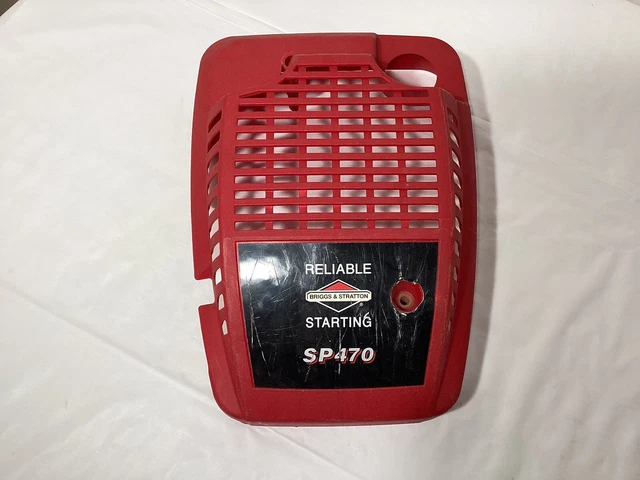 RELIABLE
BRIGGS & STRATTON
STARTING
SP470